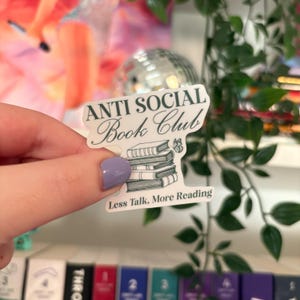 ANTI SOCIAL
Book Club
Less Talk. More Reading